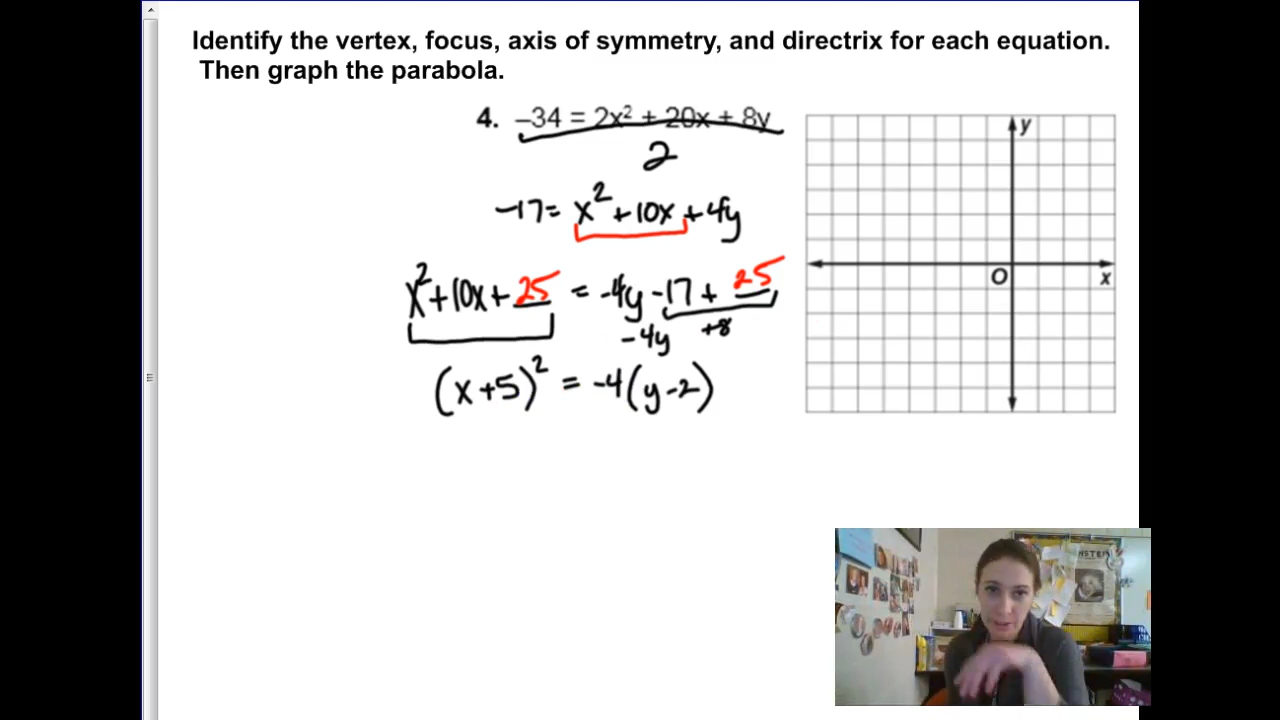 Identify the vertex, focus, axis of symmetry, and directrix for each equation.
Then graph the parabola.
4. –34 = 2x² + 20x + 8y
2
-17 = x² + 10x + 4y
x² + 10x + 25 = -4y - 17 + 25
-4y +8
(x+5)² = -4(y-2)
y
O
x